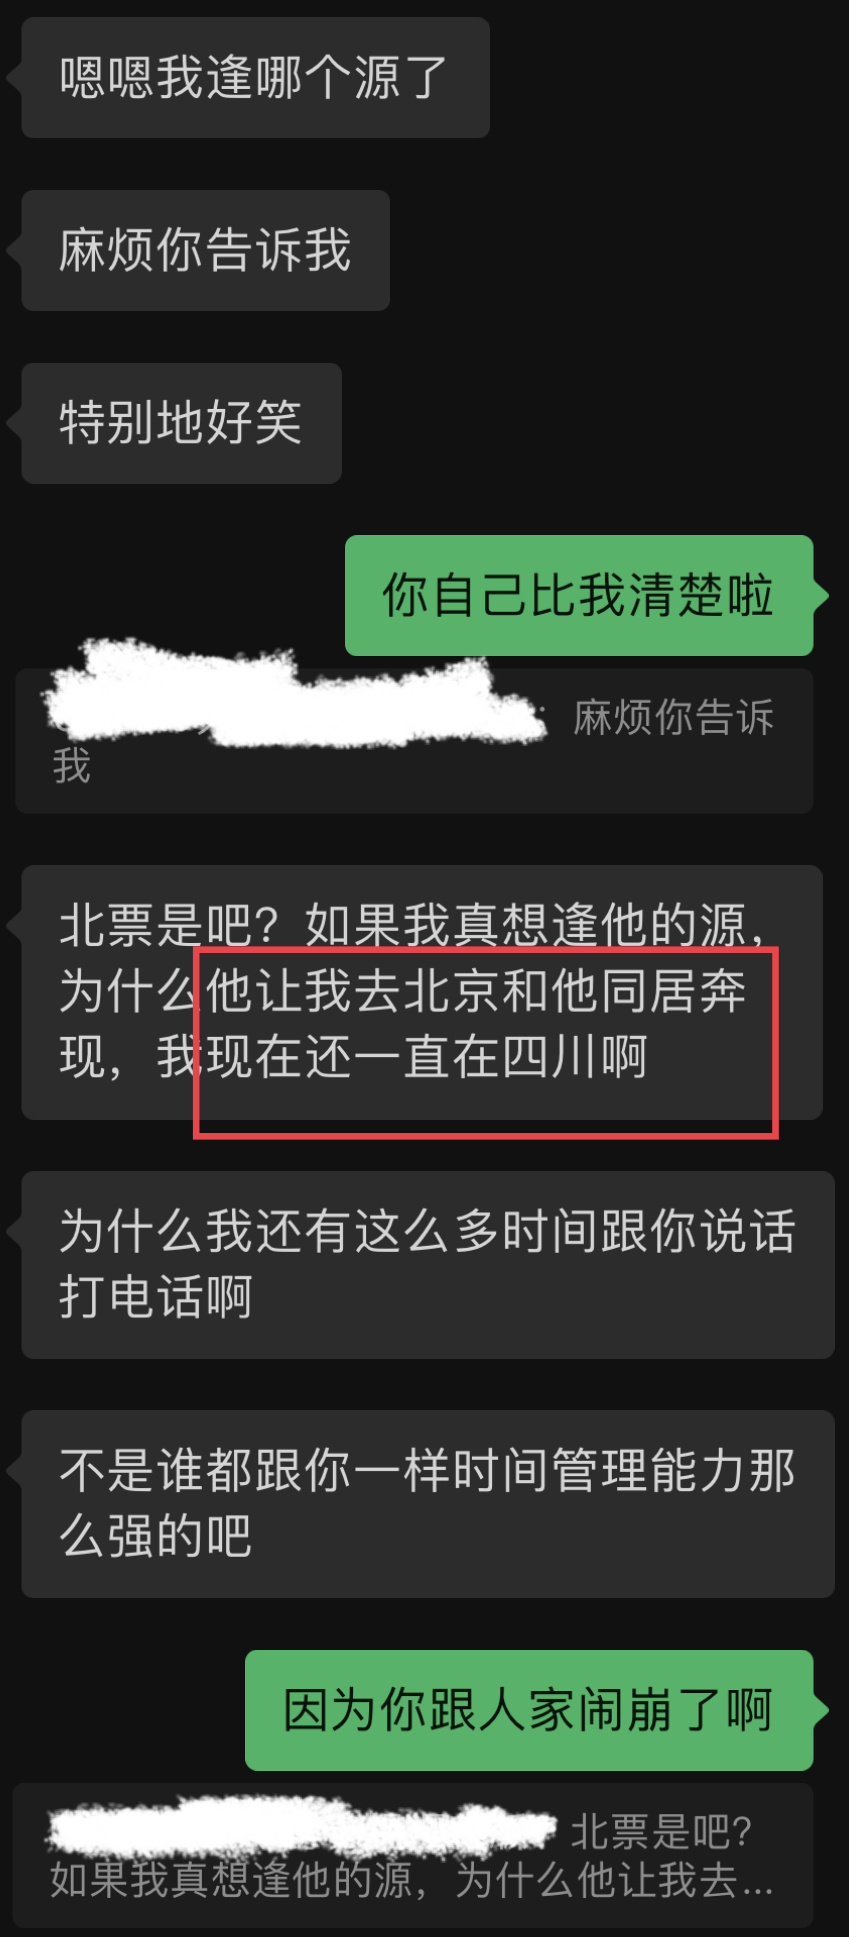 嗯嗯我逢哪个源了
麻烦你告诉我
特别地好笑
你自己比我清楚啦
：麻烦你告诉
我
北票是吧？如果我真想逢他的源，
为什么他让我去北京和他同居奔
现，我现在还一直在四川啊
为什么我还有这么多时间跟你说话
打电话啊
不是谁都跟你一样时间管理能力那
么强的吧
因为你跟人家闹崩了啊
北票是吧？
如果我真想逢他的源，为什么他让我去...